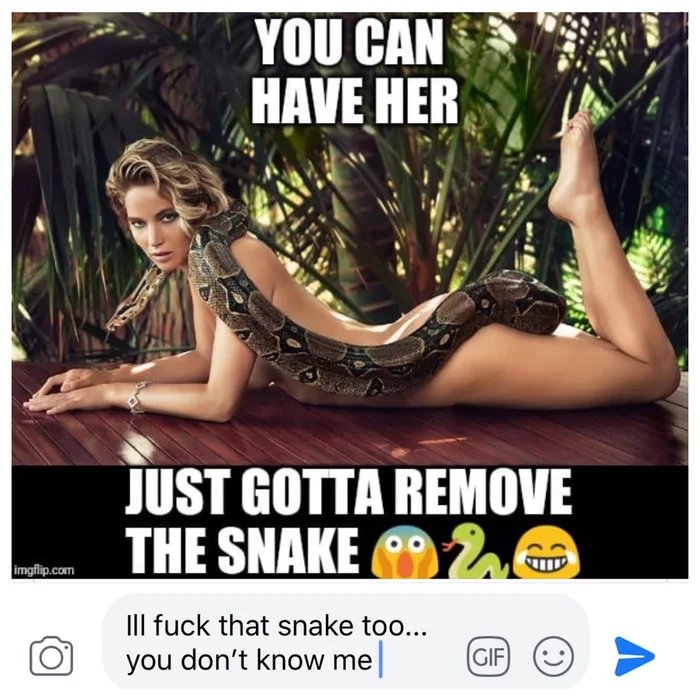 YOU CAN
HAVE HER
JUST GOTTA REMOVE
THE SNAKE 😱🐍😂
imgflip.com
Ill fuck that snake too...
you don't know me
GIF